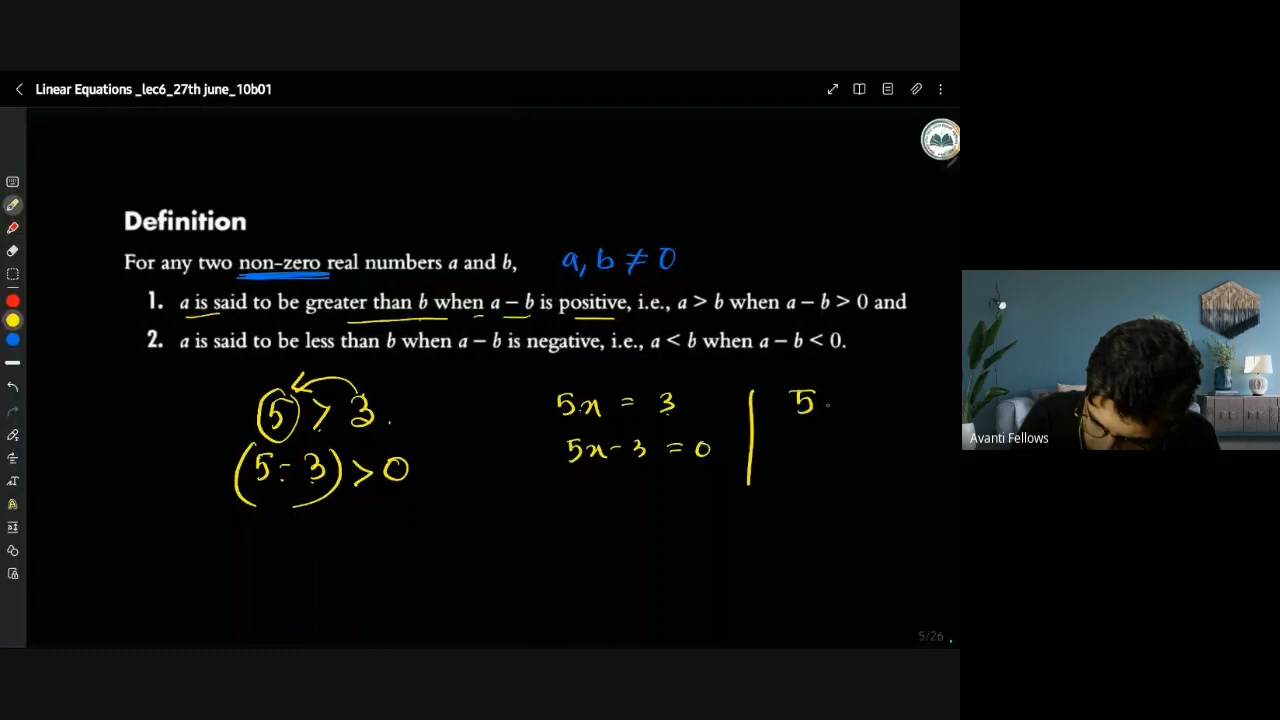 Linear Equations _lec6_27th june_10b01
Definition
For any two non-zero real numbers a and b, a, b ≠ 0
1. a is said to be greater than b when a – b is positive, i.e., a > b when a – b > 0 and
2. a is said to be less than b when a – b is negative, i.e., a < b when a – b < 0.
5 > 3.
(5 - 3) > 0
5x = 3
5x - 3 = 0
5
Avanti Fellows
5/26